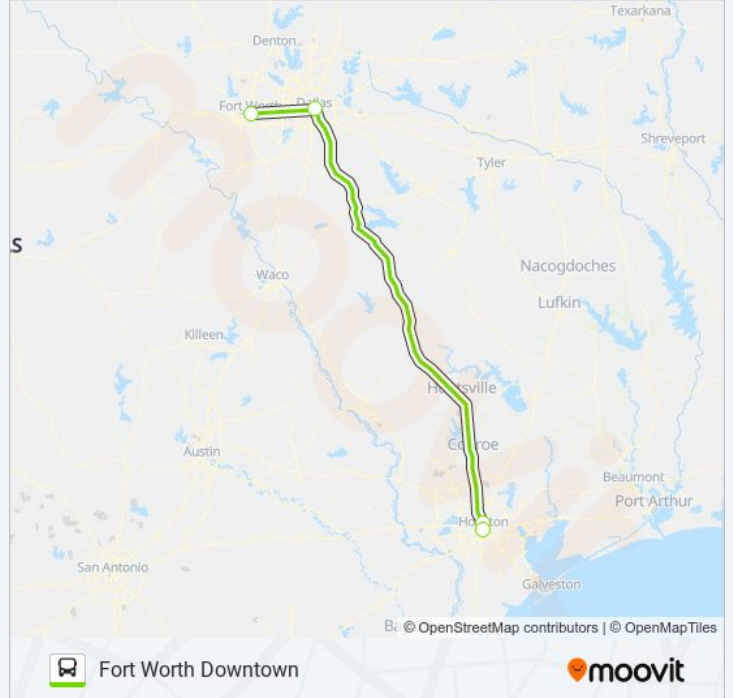 Texarkana
Denton
Fort Worth
Dallas
Shreveport
Tyler
S
Nacogdoches
Waco
Lufkin
Killeen
Huntsville
Conroe
Austin
Beaumont
Port Arthur
Houston
San Antonio
Galveston
Ba
© OpenStreetMap contributors | © OpenMapTiles
Fort Worth Downtown
moovit